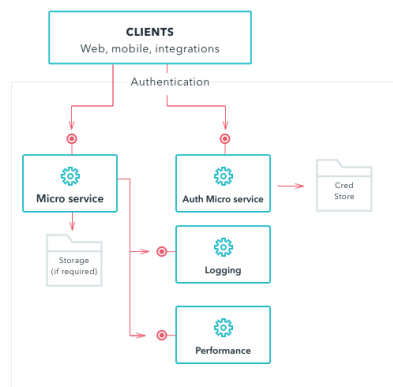 CLIENTS
Web, mobile, integrations
Authentication
Micro service
Auth Micro service
Cred
Store
Storage
(if required)
Logging
Performance